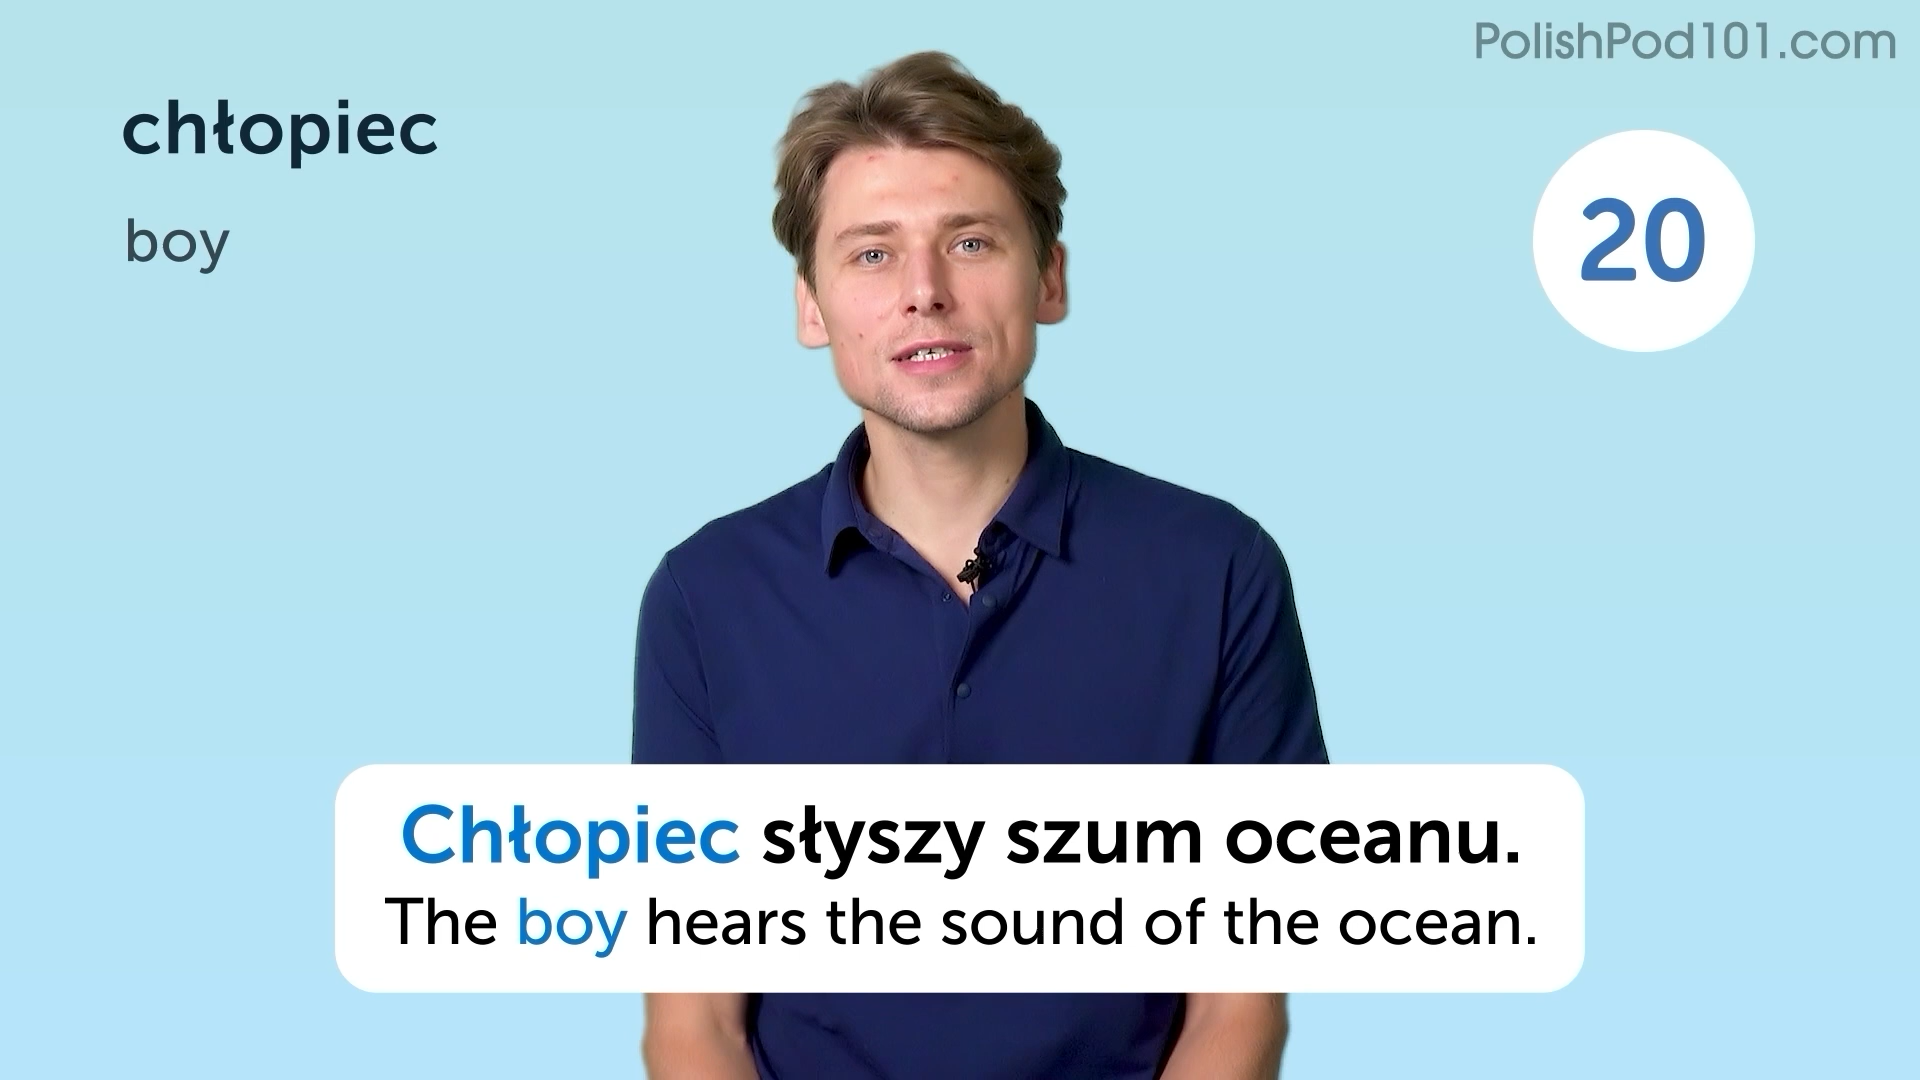 PolishPod101.com
chłopiec
boy
20
Chłopiec słyszy szum oceanu.
The boy hears the sound of the ocean.